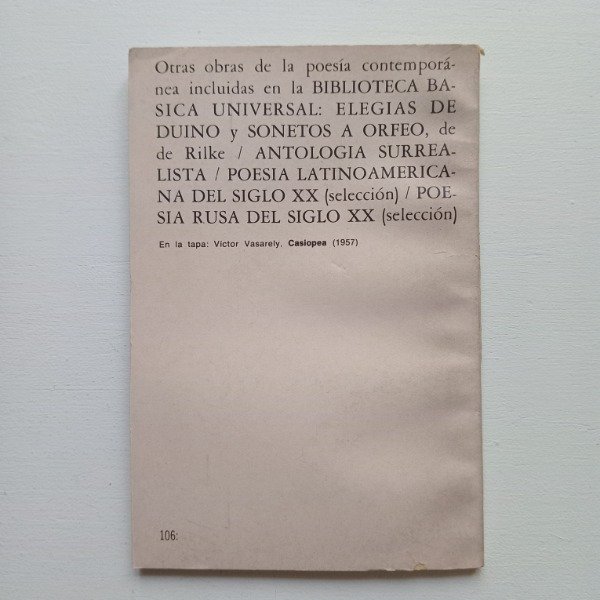 Otras obras de la poesía contemporá-
nea incluidas en la BIBLIOTECA BA-
SICA UNIVERSAL: ELEGIAS DE
DUINO y SONETOS A ORFEO, de
de Rilke / ANTOLOGIA SURREA-
LISTA / POESIA LATINOAMERICA-
NA DEL SIGLO XX (selección) / POE-
SIA RUSA DEL SIGLO XX (selección)
En la tapa: Victor Vasarely, Casiopea (1957)
106: